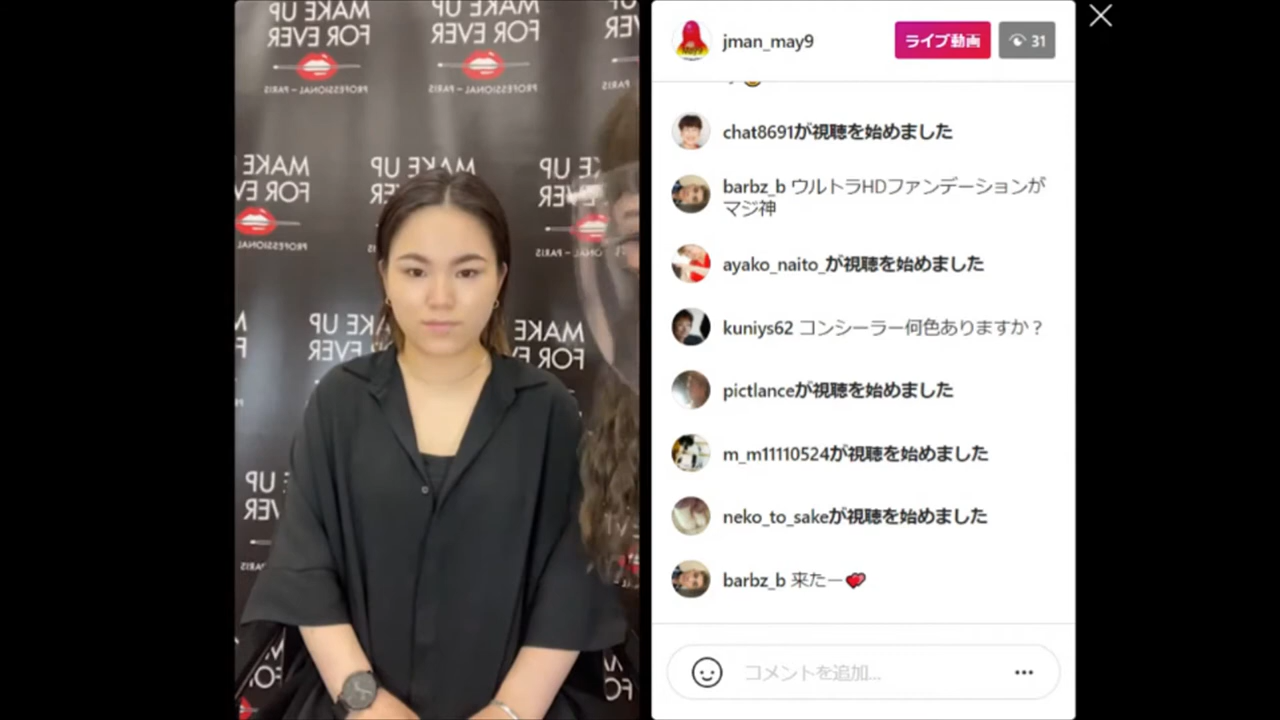 MAKE UP
FOR EVER
PROFESSIONAL — PARIS
MAKE UP
FOR EVER
PROFESSIONAL — PARIS
PARIS
MAKE UP
FOR EVER
PROFESSIONAL
MAKE UP
FOR EVER
PROFESSIONAL — PARIS
MAKE UP
FOR EVER
MAKE
FOR EVER
jman_may9
ライブ動画
31
chat8691が視聴を始めました
barbz_b ウルトラHDファンデーションが
マジ神
ayako_naito_が視聴を始めました
kuniys62 コンシーラー何色ありますか？
pictlanceが視聴を始めました
m_m11110524が視聴を始めました
neko_to_sakeが視聴を始めました
barbz_b 来たー💕
コメントを追加...